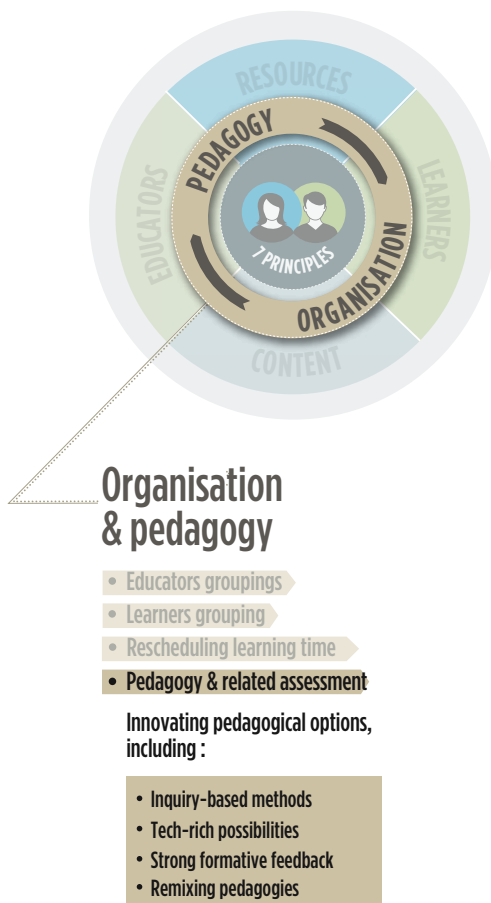 RESOURCES
PEDAGOGY
EDUCATORS
LEARNERS
7 PRINCIPLES
ORGANISATION
CONTENT
Organisation
& pedagogy
• Educators groupings
• Learners grouping
• Rescheduling learning time
• Pedagogy & related assessment
Innovating pedagogical options,
including :
• Inquiry-based methods
• Tech-rich possibilities
• Strong formative feedback
• Remixing pedagogies